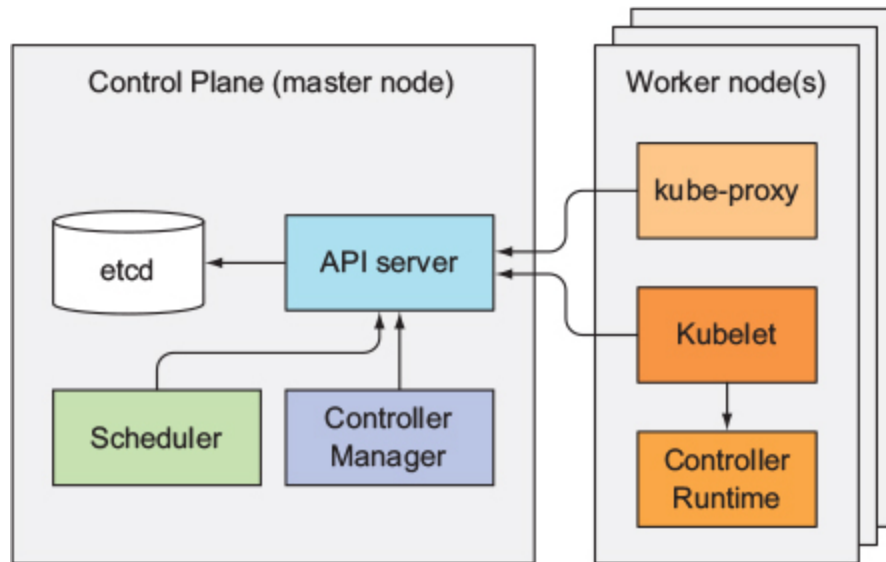 Control Plane (master node)
etcd
API server
Scheduler
Controller
Manager
Worker node(s)
kube-proxy
Kubelet
Controller
Runtime